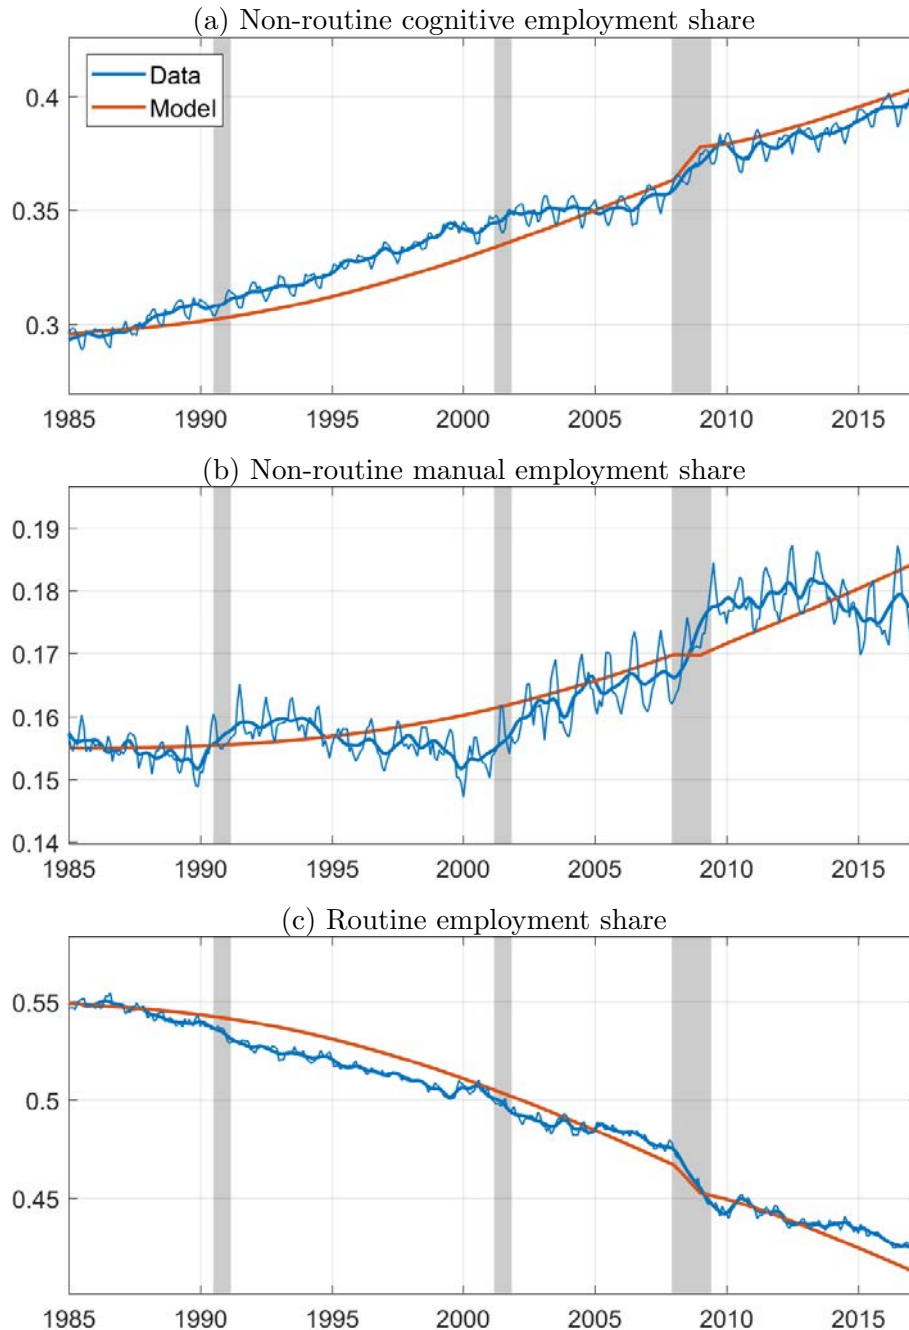 (a) Non-routine cognitive employment share
Data
Model
0.4
0.35
0.3
1985 1990 1995 2000 2005 2010 2015
(b) Non-routine manual employment share
0.19
0.18
0.17
0.16
0.15
0.14
1985 1990 1995 2000 2005 2010 2015
(c) Routine employment share
0.55
0.5
0.45
1985 1990 1995 2000 2005 2010 2015